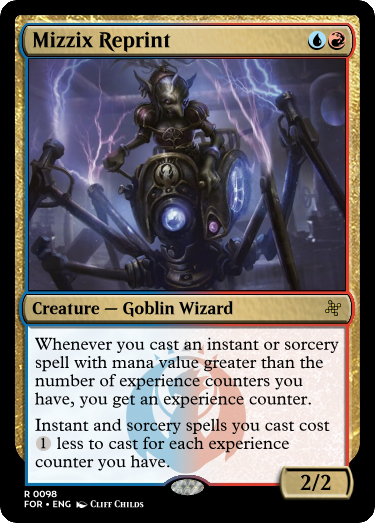 Mizzix Reprint
Creature — Goblin Wizard
Whenever you cast an instant or sorcery
spell with mana value greater than the
number of experience counters you
have, you get an experience counter.
Instant and sorcery spells you cast cost
1 less to cast for each experience
counter you have.
2/2
R 0098
FOR • ENG Cliff Childs